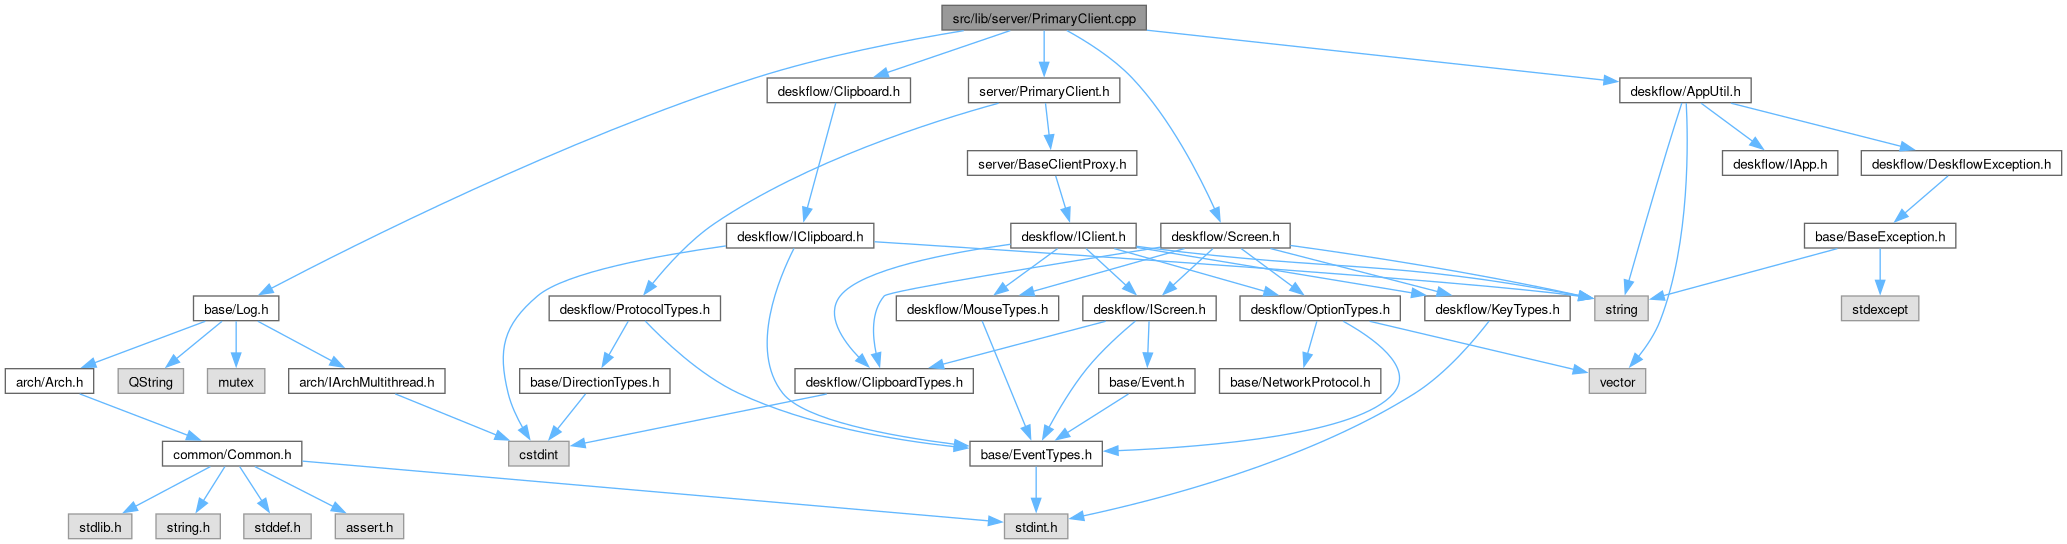 src/lib/server/PrimaryClient.cpp
deskflow/Clipboard.h
server/PrimaryClient.h
deskflow/AppUtil.h
server/BaseClientProxy.h
deskflow/IApp.h
deskflow/DeskflowException.h
deskflow/IClipboard.h
deskflow/IClient.h
deskflow/Screen.h
base/BaseException.h
base/Log.h
deskflow/ProtocolTypes.h
deskflow/MouseTypes.h
deskflow/IScreen.h
deskflow/OptionTypes.h
deskflow/KeyTypes.h
string
stdexcept
arch/Arch.h
QString
mutex
arch/IArchMultithread.h
base/DirectionTypes.h
deskflow/ClipboardTypes.h
base/Event.h
base/NetworkProtocol.h
vector
common/Common.h
cstdint
base/EventTypes.h
stdlib.h
string.h
stddef.h
assert.h
stdint.h